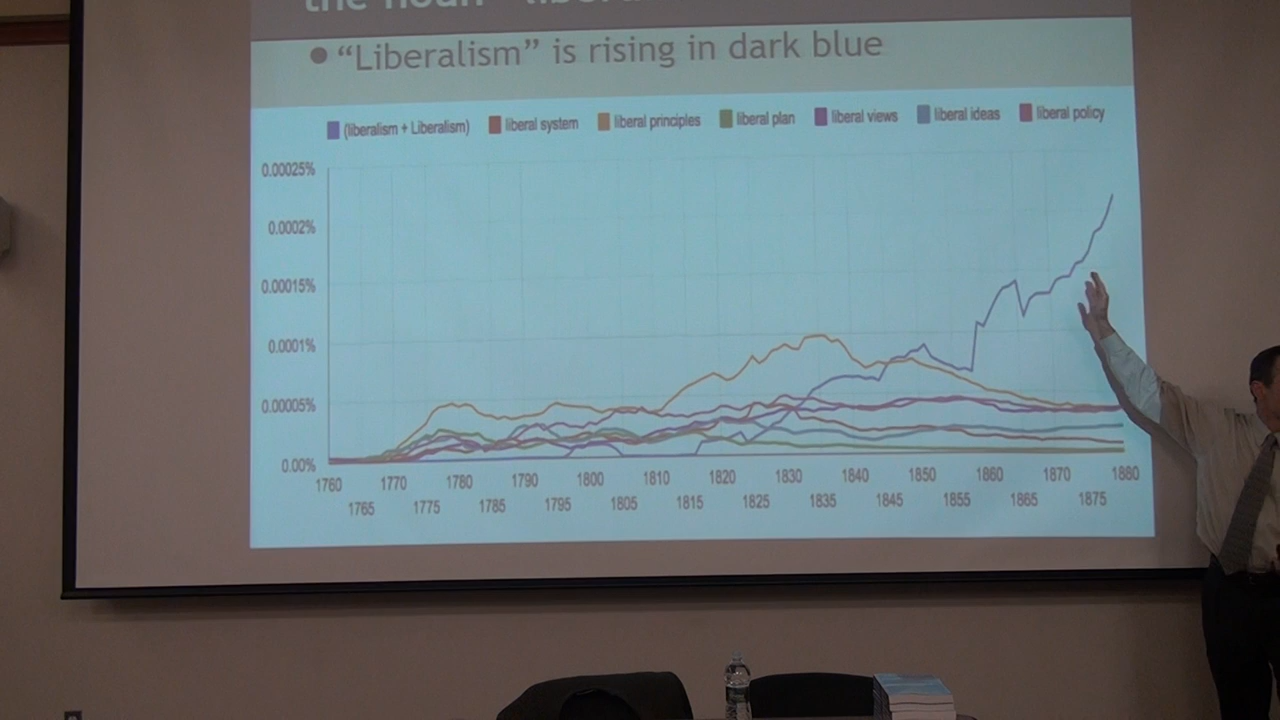 the noun "liberalism"
• “Liberalism” is rising in dark blue
(liberalism + Liberalism) liberal system liberal principles liberal plan liberal views liberal ideas liberal policy
0.00025%
0.0002%
0.00015%
0.0001%
0.00005%
0.00%
1760 1770 1780 1790 1800 1810 1820 1830 1840 1850 1860 1870 1880
1765 1775 1785 1795 1805 1815 1825 1835 1845 1855 1865 1875